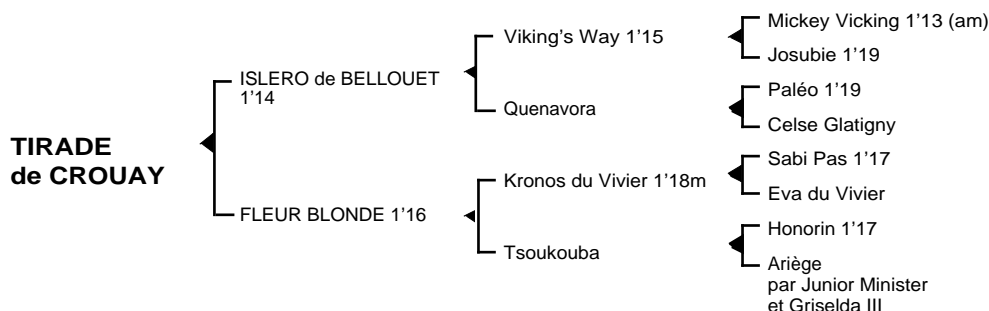 TIRADE
de CROUAY
ISLERO de BELLOUET
1’14
FLEUR BLONDE 1’16
Viking’s Way 1’15
Quenavora
Kronos du Vivier 1’18m
Tsoukouba
Mickey Vicking 1’13 (am)
Josubie 1’19
Paléo 1’19
Celse Glatigny
Sabi Pas 1’17
Eva du Vivier
Honorin 1’17
Ariège
par Junior Minister
et Griselda III